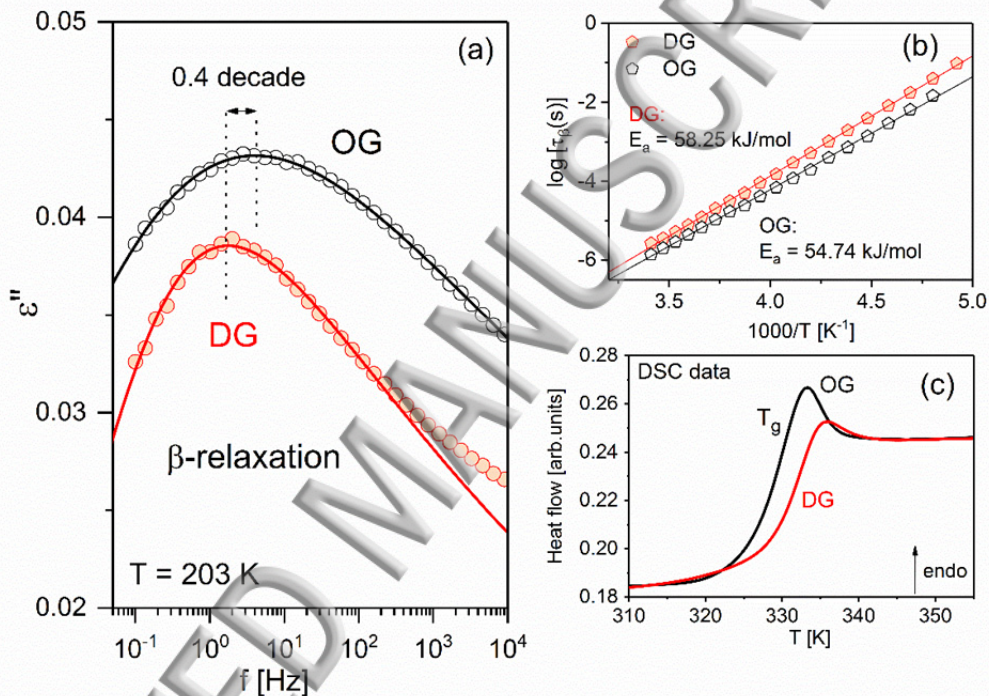 (a)
0.4 decade
OG
DG
β-relaxation
T = 203 K
ε''
0.05
0.04
0.03
0.02
10⁻¹ 10⁰ 10¹ 10² 10³ 10⁴
f [Hz]
(b)
DG
OG
DG:
Eₐ = 58.25 kJ/mol
OG:
Eₐ = 54.74 kJ/mol
log [τᵦ(s)]
0
-2
-4
-6
3.5 4.0 4.5 5.0
1000/T [K⁻¹]
(c)
DSC data
OG
T_g
DG
endo
Heat flow [arb.units]
0.28
0.26
0.24
0.22
0.20
0.18
310 320 330 340 350
T [K]
ED MANUSCR